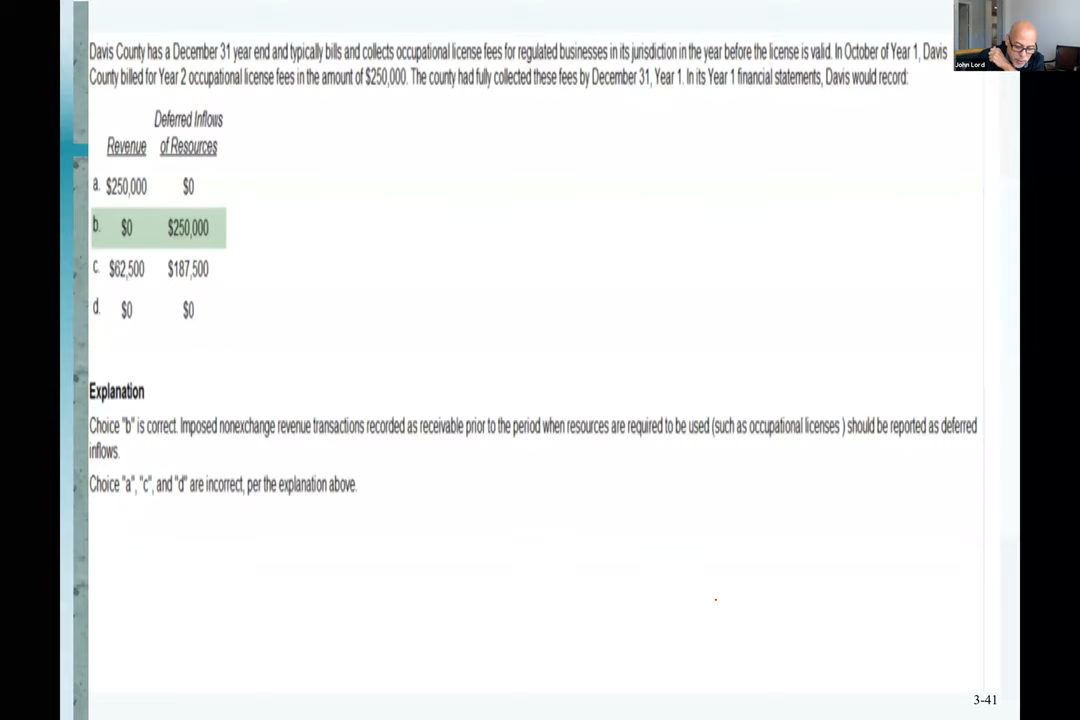 Davis County has a December 31 year end and typically bills and collects occupational license fees for regulated businesses in its jurisdiction in the year before the license is valid. In October of Year 1, Davis
County billed for Year 2 occupational license fees in the amount of $250,000. The county had fully collected these fees by December 31, Year 1. In its Year 1 financial statements, Davis would record:
Deferred Inflows
Revenue of Resources
a. $250,000 $0
b. $0 $250,000
c. $62,500 $187,500
d. $0 $0
Explanation
Choice "b" is correct. Imposed nonexchange revenue transactions recorded as receivable prior to the period when resources are required to be used (such as occupational licenses ) should be reported as deferred
inflows.
Choice "a", "c", and "d" are incorrect, per the explanation above.
3-41
John Lord